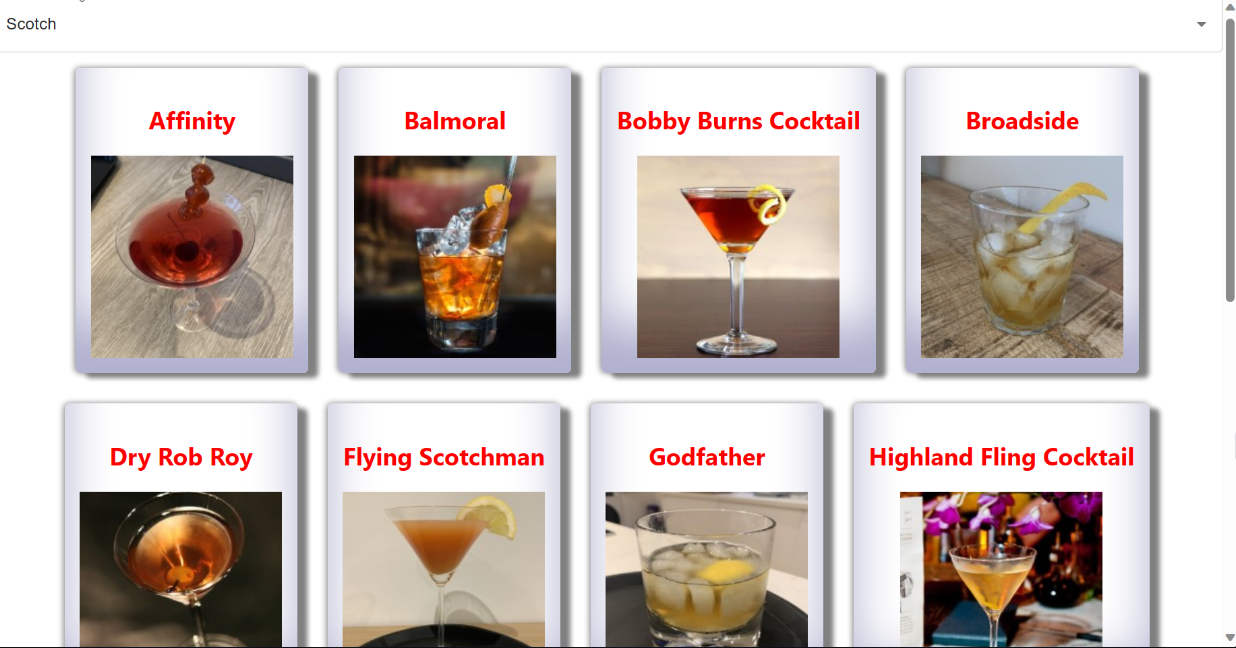 Scotch
Affinity
Balmoral
Bobby Burns Cocktail
Broadside
Dry Rob Roy
Flying Scotchman
Godfather
Highland Fling Cocktail